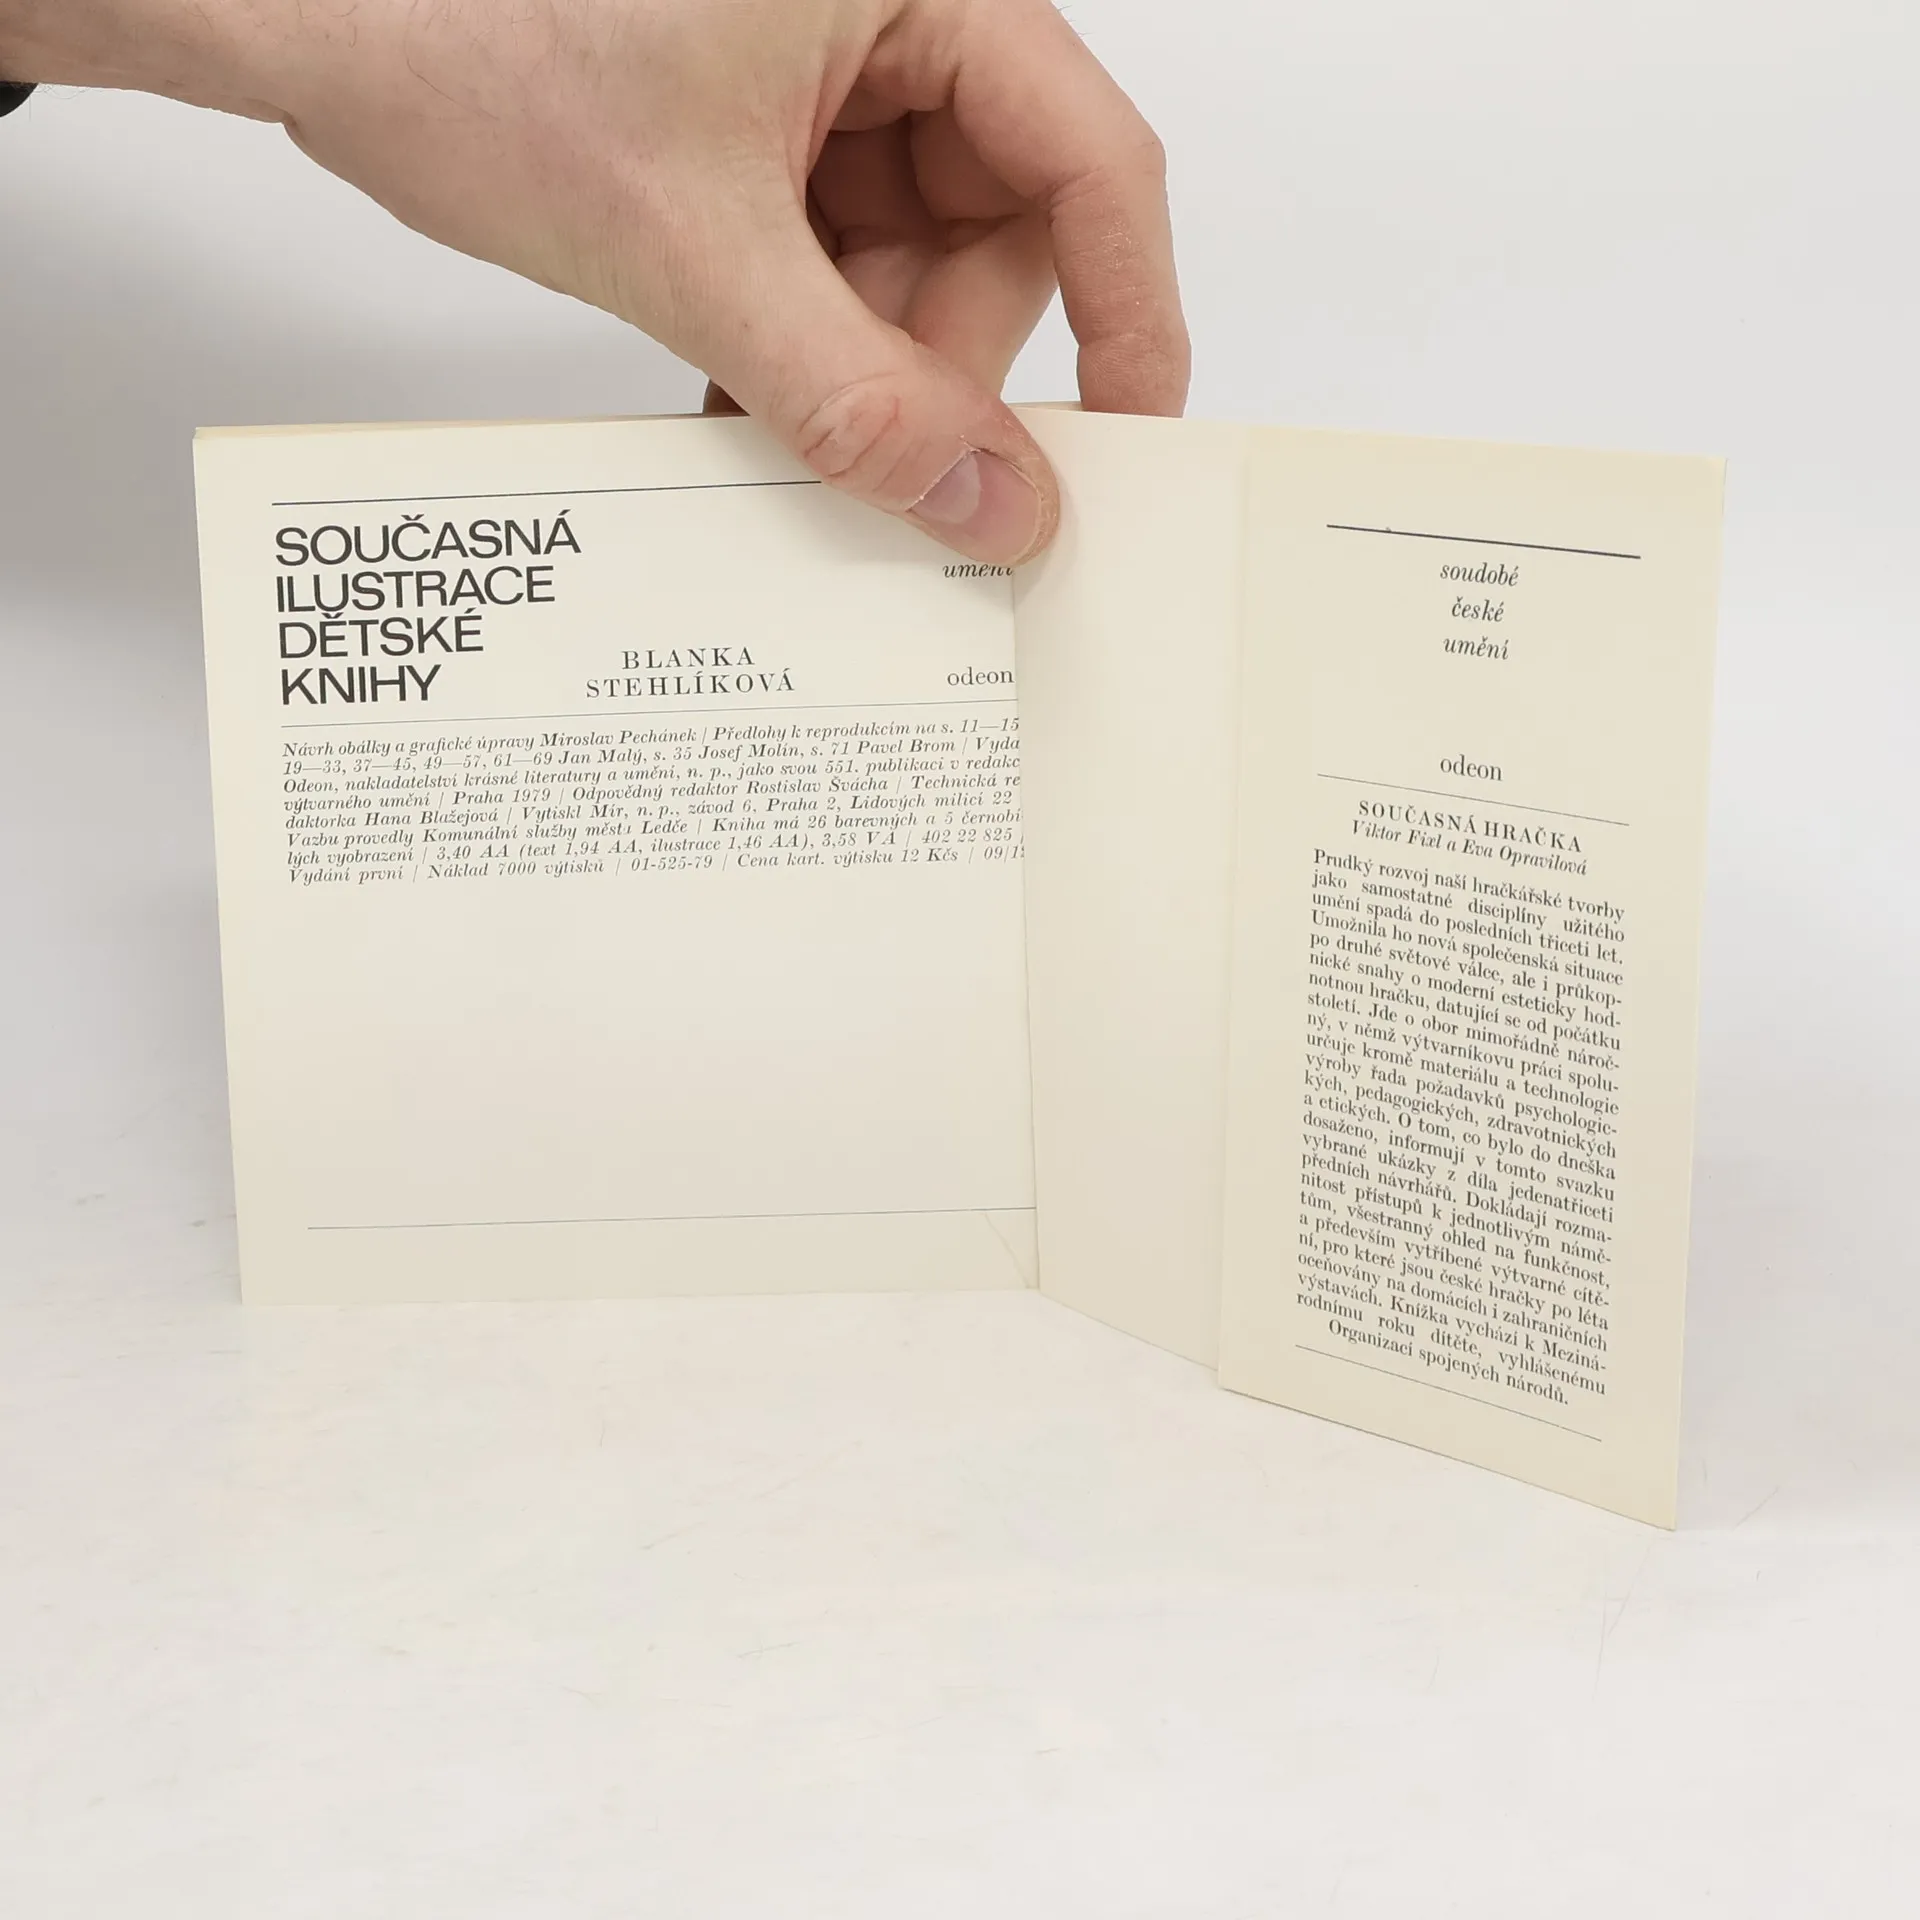 SOUČASNÁ
ILUSTRACE
DĚTSKÉ
KNIHY
BLANKA
STEHLÍKOVÁ
umění
odeon
Návrh obálky a grafické úpravy Miroslav Pechánek | Předlohy k reprodukcím na s. 11—15
19—33, 37—45, 49—57, 61—69 Jan Malý, s. 35 Josef Molín, s. 71 Pavel Brom | Vyda
Odeon, nakladatelství krásné literatury a umění, n. p., jako svou 551. publikaci v redakc
výtvarného umění | Praha 1979 | Odpovědný redaktor Rostislav Švácha | Technická re
daktorka Hana Blažejová | Vytiskl Mír, n. p., závod 6, Praha 2, Lidových milicí 22
Vazbu provedly Komunální služby města Ledče | Kniha má 26 barevných a 5 černobí
lých vyobrazení | 3,40 AA (text 1,94 AA, ilustrace 1,46 AA), 3,58 VA | 402 22 825 |
Vydání první | Náklad 7000 výtisků | 01-525-79 | Cena kart. výtisku 12 Kčs | 09/1
soudobé
české
umění
odeon
SOUČASNÁ HRAČKA
Viktor Fixl a Eva Opravilová
Prudký rozvoj naší hračkářské tvorby
jako samostatné disciplíny užitého
umění spadá do posledních třiceti let.
Umožnila ho nová společenská situace
po druhé světové válce, ale i průkop-
nické snahy o moderní esteticky hod-
notnou hračku, datující se od počátku
století. Jde o obor mimořádně nároč-
ný, v němž výtvarníkovu práci spolu-
určuje kromě materiálu a technologie
výroby řada požadavků psychologic-
kých, pedagogických, zdravotnických
a etických. O tom, co bylo do dneška
dosaženo, informují v tomto svazku
vybrané ukázky z díla jedenatřiceti
předních návrhářů. Dokládají rozma-
nitost přístupů k jednotlivým námě-
tům, všestranný ohled na funkčnost,
a především vytříbené výtvarné cítě-
ní, pro které jsou české hračky po léta
oceňovány na domácích i zahraničních
výstavách. Knížka vychází k Meziná-
rodnímu roku dítěte, vyhlášenému
Organizací spojených národů.